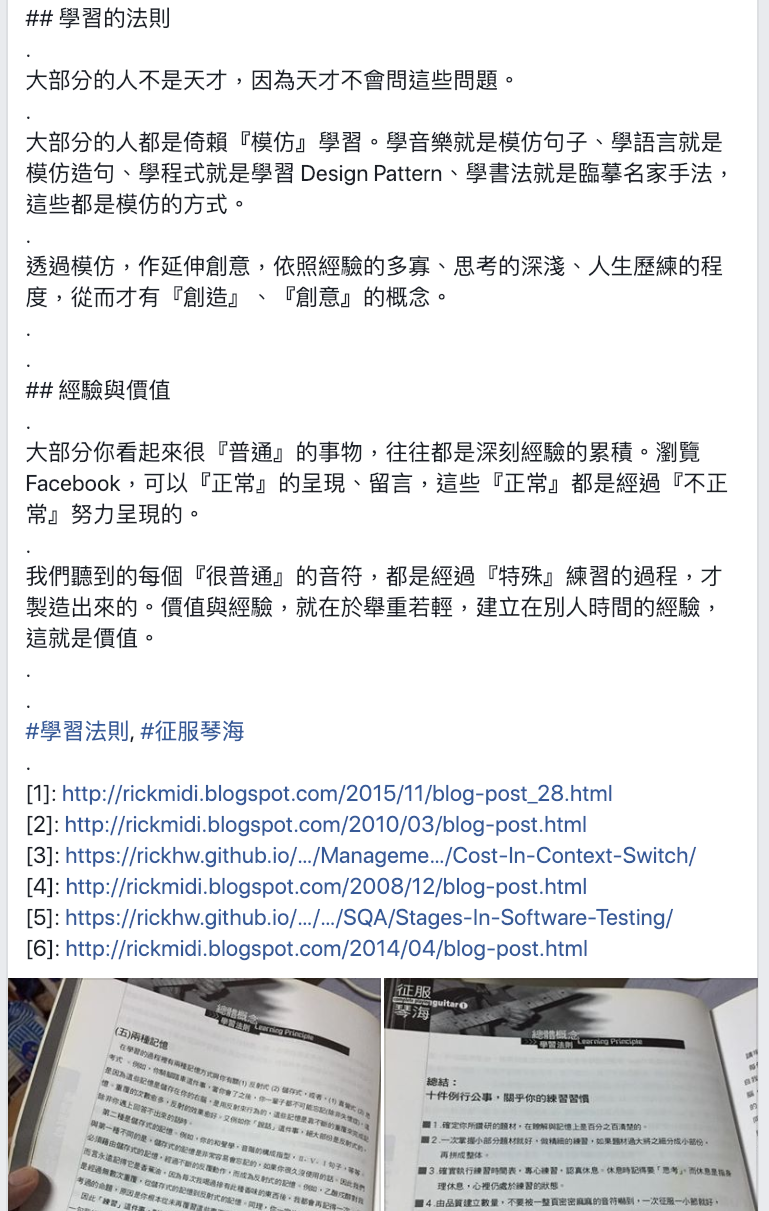 ## 學習的法則
.
大部分的人不是天才，因為天才不會問這些問題。
.
大部分的人都是倚賴『模仿』學習。學音樂就是模仿句子、學語言就是
模仿造句、學程式就是學習 Design Pattern、學書法就是臨摹名家手法，
這些都是模仿的方式。
.
透過模仿，作延伸創意，依照經驗的多寡、思考的深淺、人生歷練的程
度，從而才有『創造』、『創意』的概念。
.
.
## 經驗與價值
.
大部分你看起來很『普通』的事物，往往都是深刻經驗的累積。瀏覽
Facebook，可以『正常』的呈現、留言，這些『正常』都是經過『不正
常』努力呈現的。
.
我們聽到的每個『很普通』的音符，都是經過『特殊』練習的過程，才
製造出來的。價值與經驗，就在於舉重若輕，建立在別人時間的經驗，
這就是價值。
.
.
#學習法則, #征服琴海
.
[1]: http://rickmidi.blogspot.com/2015/11/blog-post_28.html
[2]: http://rickmidi.blogspot.com/2010/03/blog-post.html
[3]: https://rickhw.github.io/.../Manageme.../Cost-In-Context-Switch/
[4]: http://rickmidi.blogspot.com/2008/12/blog-post.html
[5]: https://rickhw.github.io/.../.../SQA/Stages-In-Software-Testing/
[6]: http://rickmidi.blogspot.com/2014/04/blog-post.html
總體概念
學習法則 Learning Principle
(五)兩種記憶
征服
琴海
guitar
總體概念
學習法則 Learning Principle
總結：
十件例行公事，關乎你的練習習慣
1.確定你所鑽研的題材，在瞭解與記憶上是百分之百清楚的。
2.一次掌握小部分題材就好，做精細的練習，如果題材過大將之細分成小部份，
再拼成整体。
3.確實執行練習時間表，專心練習，認真休息。休息時記得要「思考」，而休息是指身
理休息，心裡仍處於練習的狀態。
4.由品質建立數量，不要被一整頁密密麻麻的音符嚇到，一次征服一小節就好，